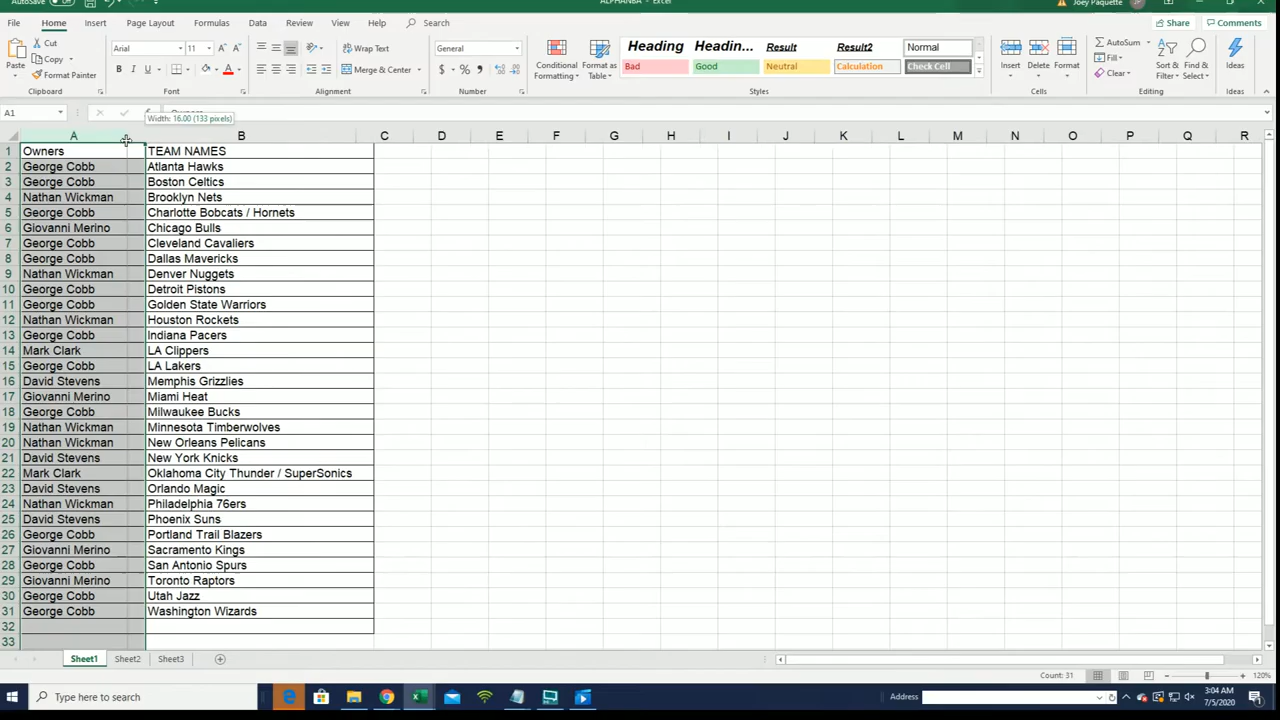 AutoSave Off ALPHANBA - Excel Joey Paquette JP
File Home Insert Page Layout Formulas Data Review View Help Search Share Comments
Paste Cut Copy Format Painter Clipboard
Arial 11 A A B I U A Font
Wrap Text Merge & Center Alignment
General $ % , Number
Conditional Formatting Format as Table
Heading Headin... Result Result2 Normal
Bad Good Neutral Calculation Check Cell Styles
Insert Delete Format Cells
AutoSum Fill Clear Sort & Filter Find & Select Editing
Ideas Ideas
A1 Owners
Width: 16.00 (133 pixels)
A B C D E F G H I J K L M N O P Q R
1 Owners TEAM NAMES
2 George Cobb Atlanta Hawks
3 George Cobb Boston Celtics
4 Nathan Wickman Brooklyn Nets
5 George Cobb Charlotte Bobcats / Hornets
6 Giovanni Merino Chicago Bulls
7 George Cobb Cleveland Cavaliers
8 George Cobb Dallas Mavericks
9 Nathan Wickman Denver Nuggets
10 George Cobb Detroit Pistons
11 George Cobb Golden State Warriors
12 Nathan Wickman Houston Rockets
13 George Cobb Indiana Pacers
14 Mark Clark LA Clippers
15 George Cobb LA Lakers
16 David Stevens Memphis Grizzlies
17 Giovanni Merino Miami Heat
18 George Cobb Milwaukee Bucks
19 Nathan Wickman Minnesota Timberwolves
20 Nathan Wickman New Orleans Pelicans
21 David Stevens New York Knicks
22 Mark Clark Oklahoma City Thunder / SuperSonics
23 David Stevens Orlando Magic
24 Nathan Wickman Philadelphia 76ers
25 David Stevens Phoenix Suns
26 George Cobb Portland Trail Blazers
27 Giovanni Merino Sacramento Kings
28 George Cobb San Antonio Spurs
29 Giovanni Merino Toronto Raptors
30 George Cobb Utah Jazz
31 George Cobb Washington Wizards
32
33
Sheet1 Sheet2 Sheet3
Count: 31 120%
Type here to search Address 3:04 AM
7/5/2020